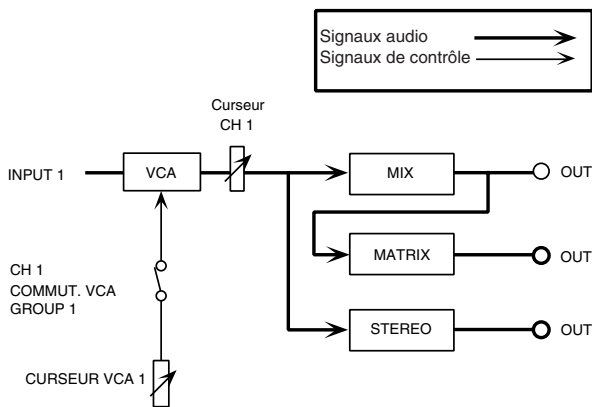 Signaux audio
Signaux de contrôle
Curseur
CH 1
INPUT 1
VCA
MIX
OUT
MATRIX
OUT
CH 1
COMMUT. VCA
GROUP 1
STEREO
OUT
CURSEUR VCA 1